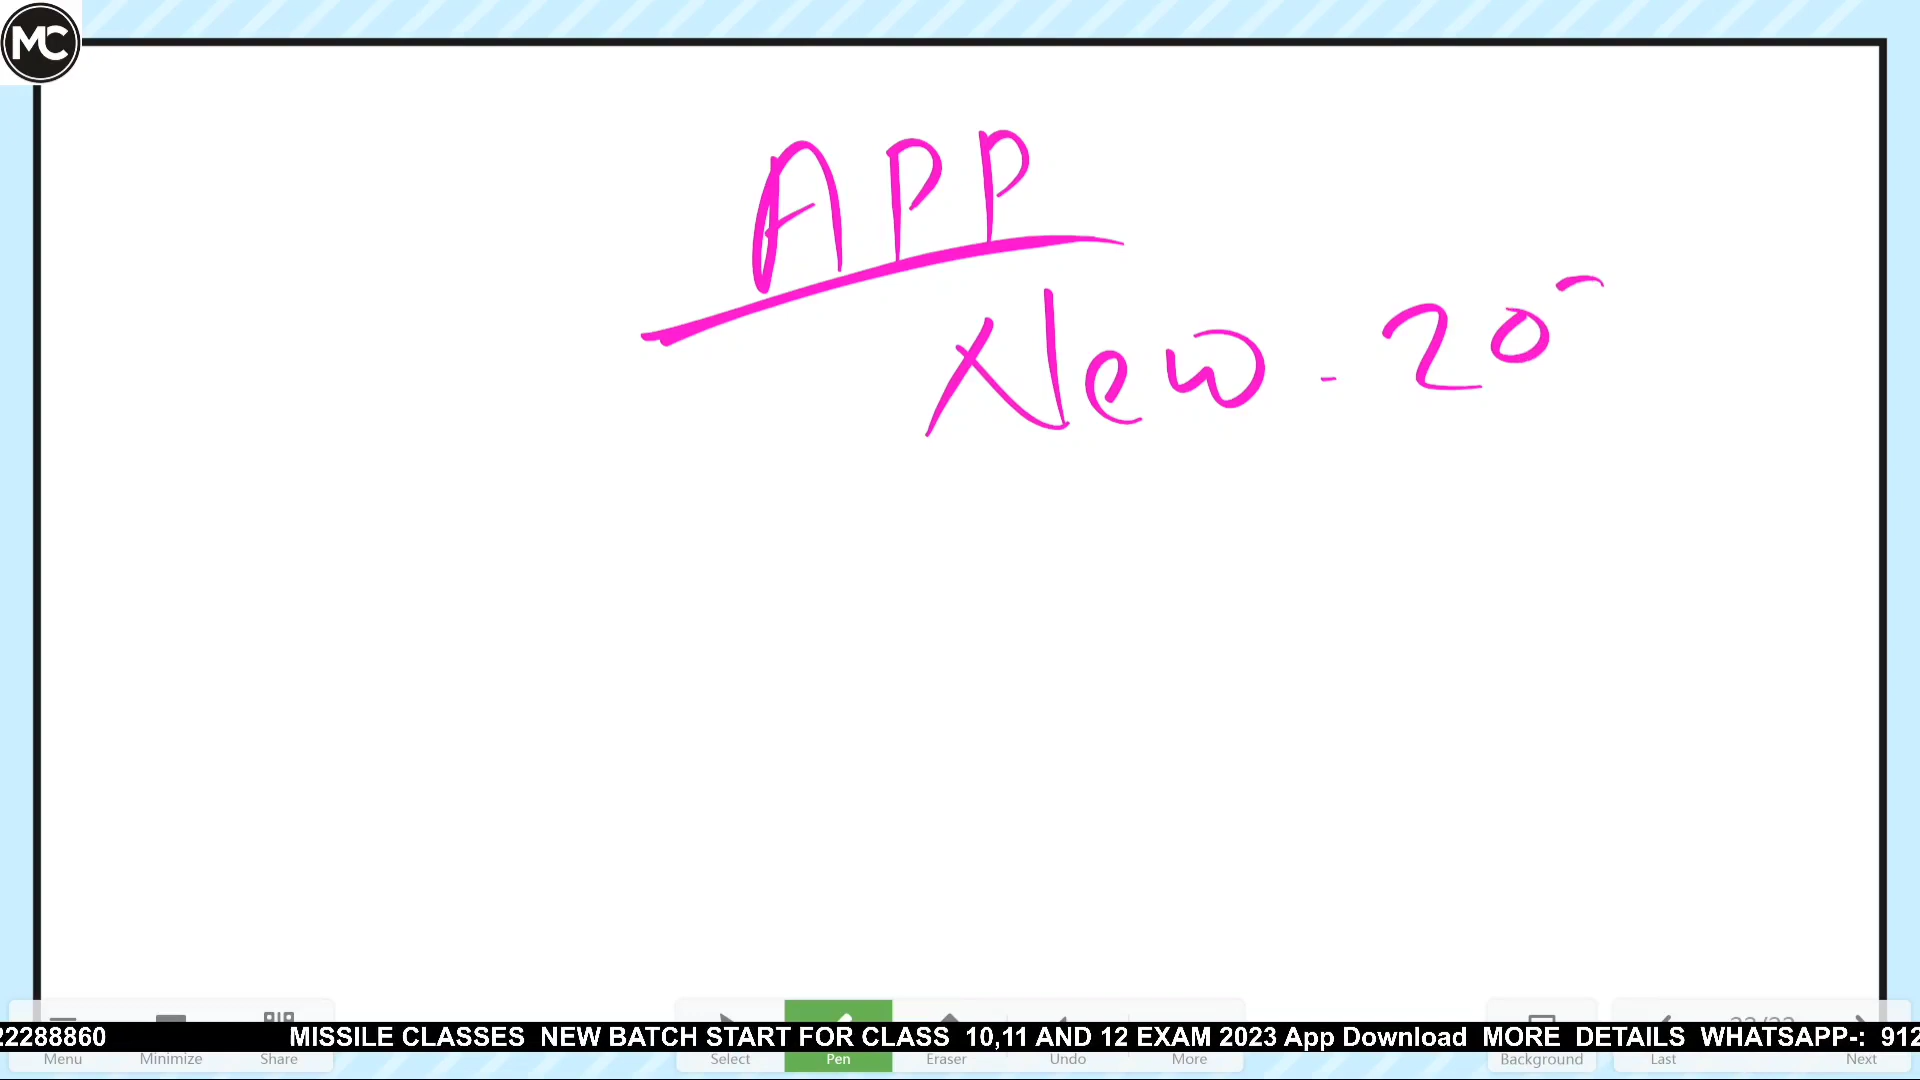 MC
APP
New - 20
22288860 MISSILE CLASSES NEW BATCH START FOR CLASS 10,11 AND 12 EXAM 2023 App Download MORE DETAILS WHATSAPP-: 912
Menu Minimize Share Select Pen Eraser Undo More Background Last Next